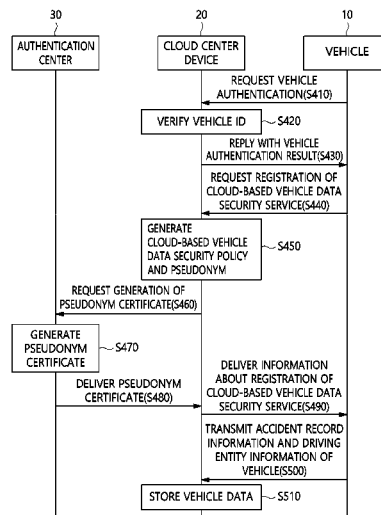 30
20
10
AUTHENTICATION
CENTER
CLOUD CENTER
DEVICE
VEHICLE
REQUEST VEHICLE
AUTHENTICATION(S410)
VERIFY VEHICLE ID
S420
REPLY WITH VEHICLE
AUTHENTICATION RESULT(S430)
REQUEST REGISTRATION OF
CLOUD-BASED VEHICLE DATA
SECURITY SERVICE(S440)
GENERATE
CLOUD-BASED VEHICLE
DATA SECURITY POLICY
AND PSEUDONYM
S450
REQUEST GENERATION OF
PSEUDONYM CERTIFICATE(S460)
GENERATE
PSEUDONYM
CERTIFICATE
S470
DELIVER PSEUDONYM
CERTIFICATE(S480)
DELIVER INFORMATION
ABOUT REGISTRATION OF
CLOUD-BASED VEHICLE DATA
SECURITY SERVICE(S490)
TRANSMIT ACCIDENT RECORD
INFORMATION AND DRIVING
ENTITY INFORMATION OF
VEHICLE(S500)
STORE VEHICLE DATA
S510